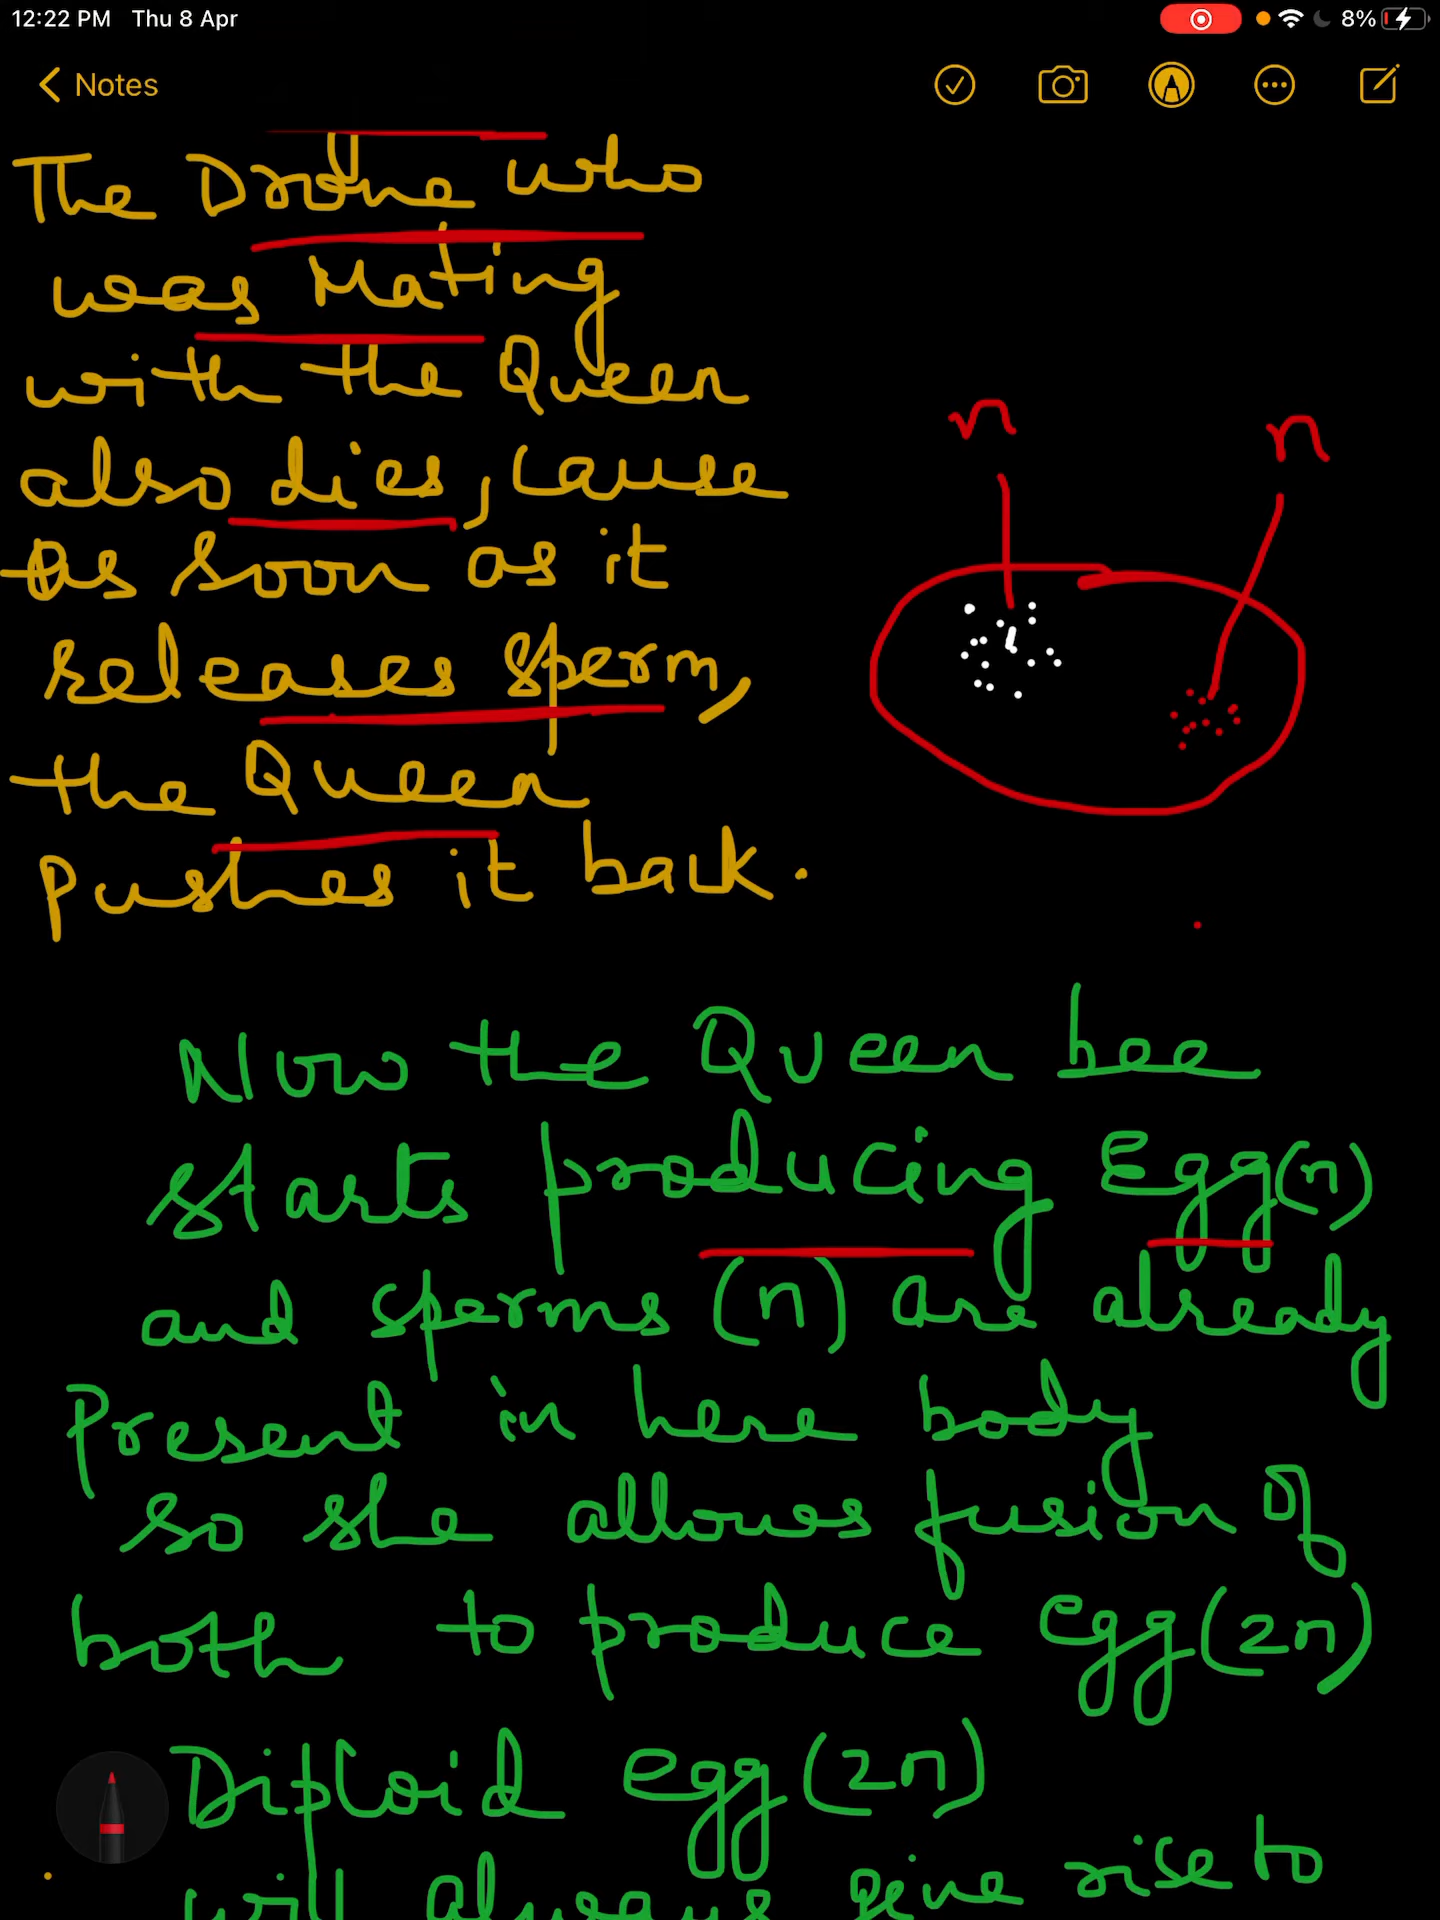 12:22 PM Thu 8 Apr 8%
Notes
The Drone who
was Mating
with the Queen
also dies, cause
as soon as it
releases sperm,
the Queen
pushes it back.
n n
Now the Queen bee
starts producing Egg(n)
and sperms (n) are already
Present in here body
so she allows fusion of
both to produce egg(2n)
Diploid egg (2n)
will always give rise to